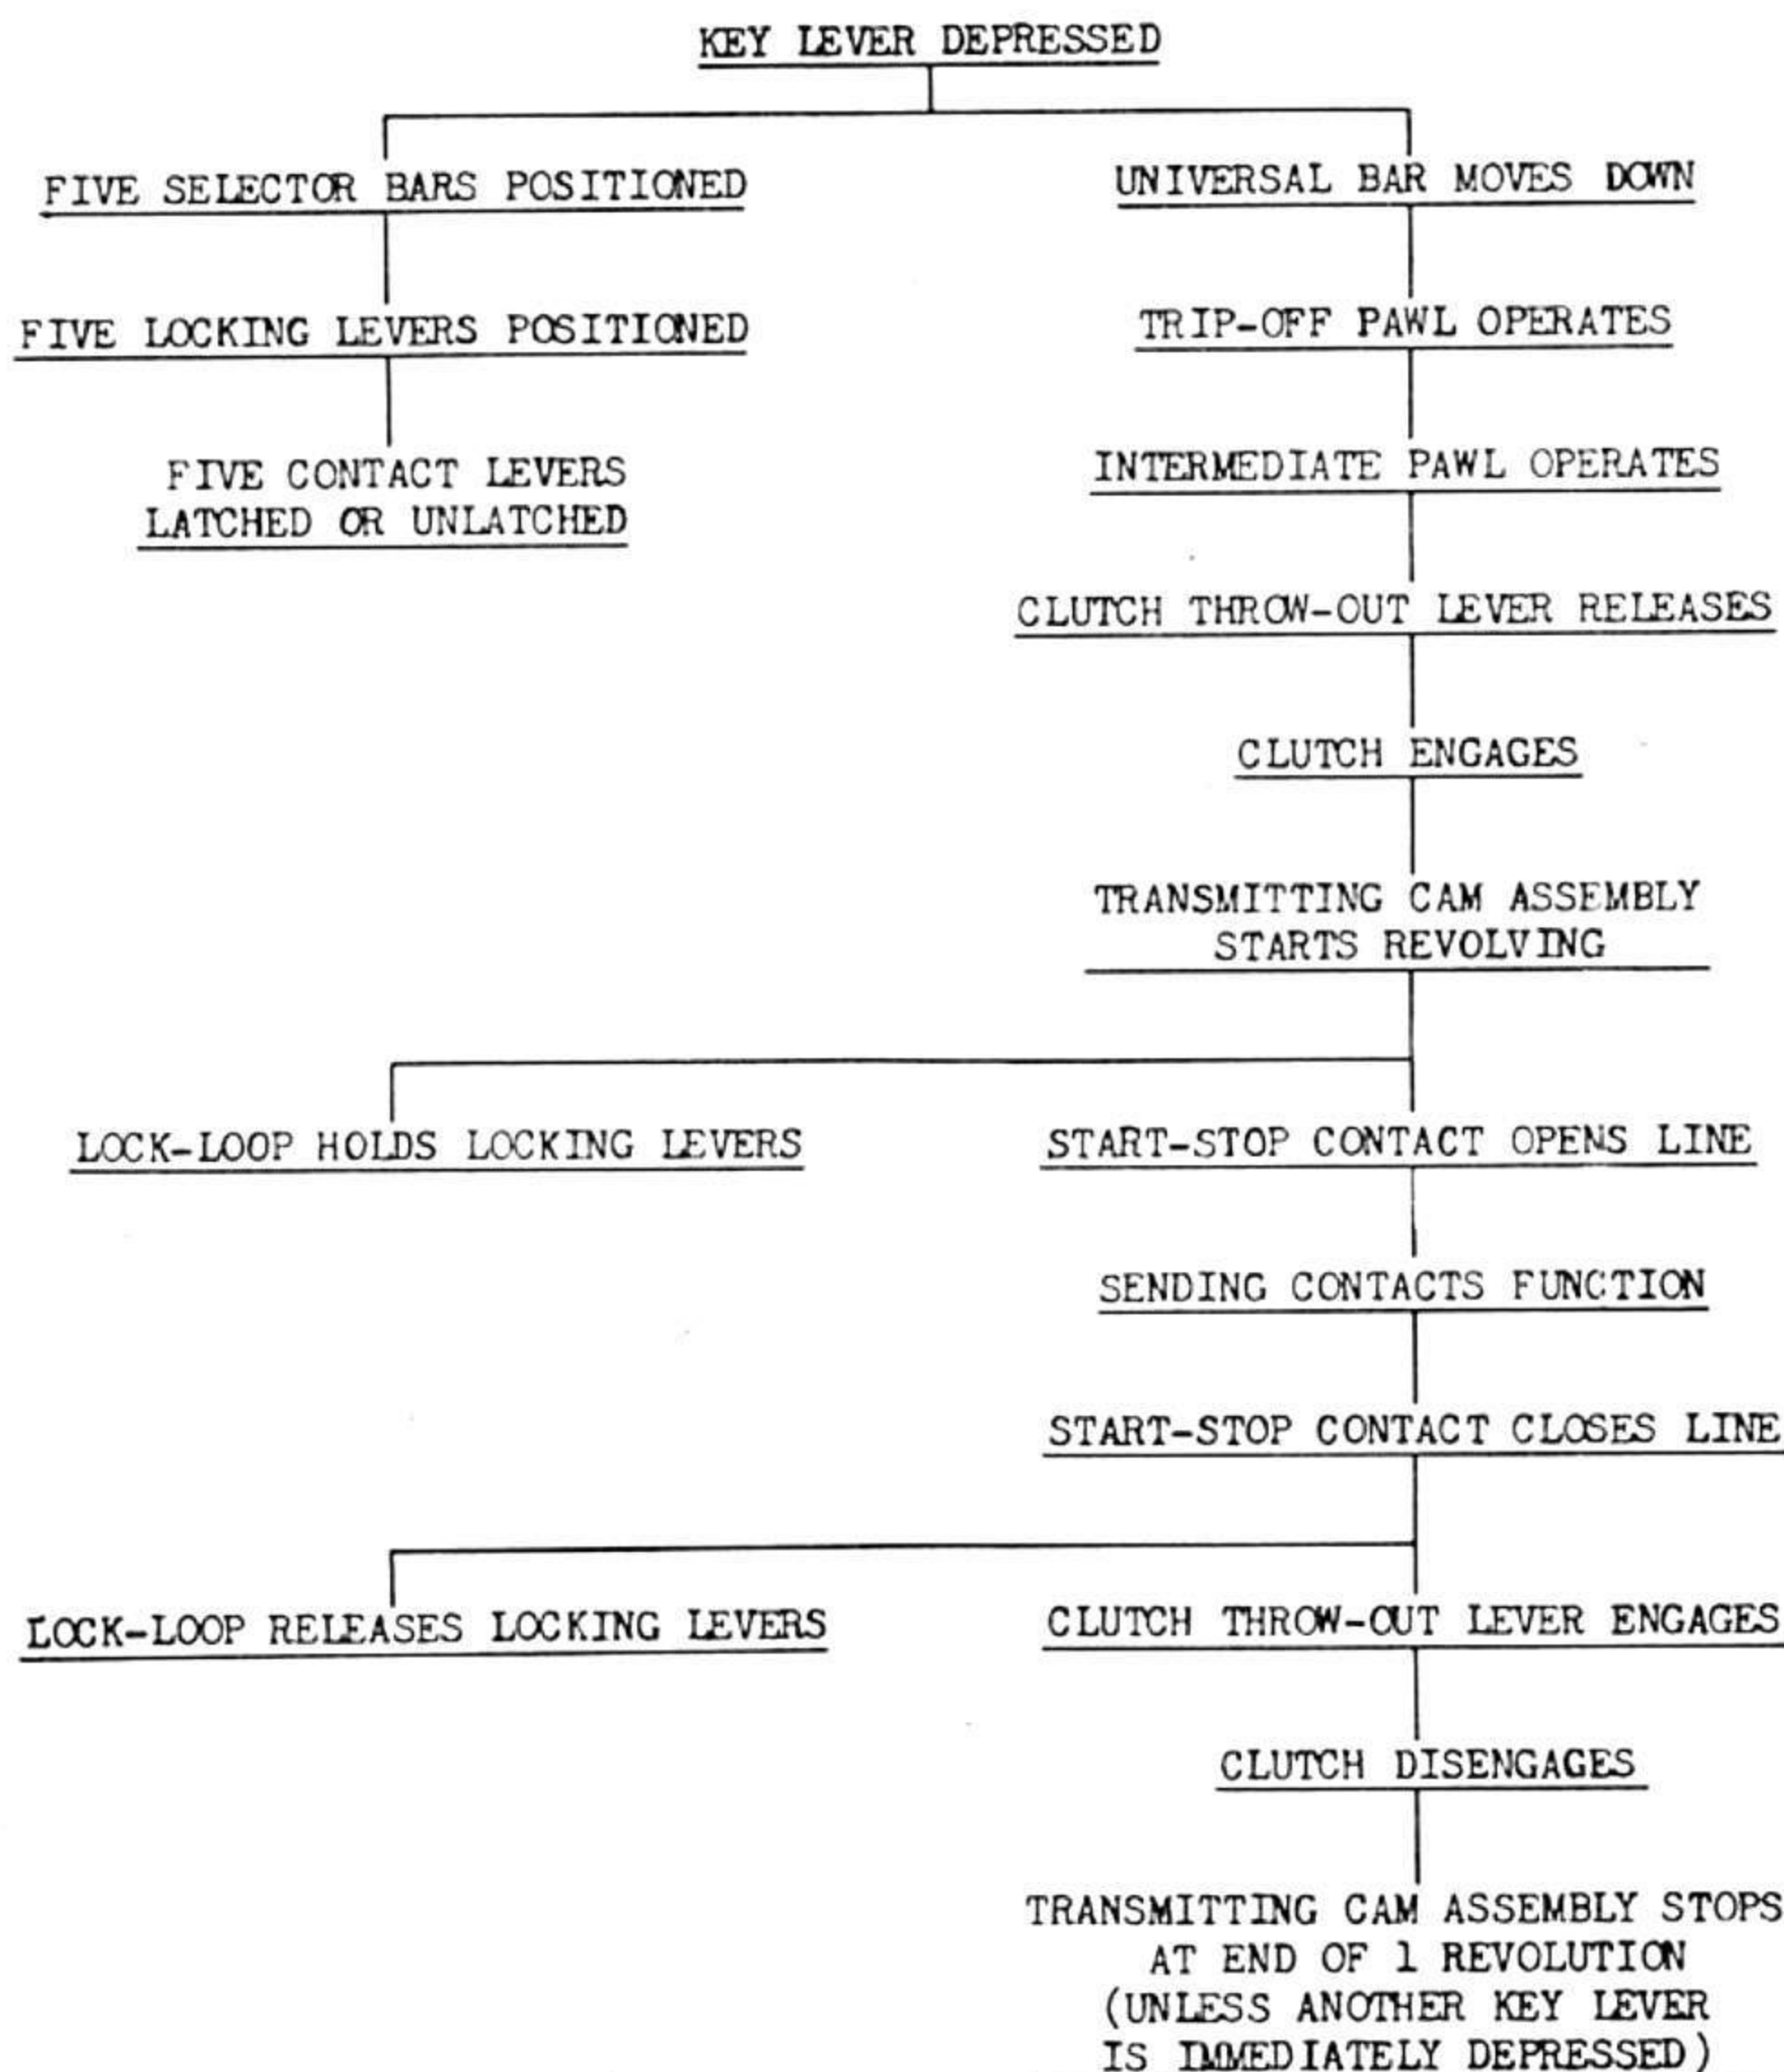 KEY LEVER DEPRESSED
FIVE SELECTOR BARS POSITIONED
UNIVERSAL BAR MOVES DOWN
FIVE LOCKING LEVERS POSITIONED
TRIP-OFF PAWL OPERATES
FIVE CONTACT LEVERS
LATCHED OR UNLATCHED
INTERMEDIATE PAWL OPERATES
CLUTCH THROW-OUT LEVER RELEASES
CLUTCH ENGAGES
TRANSMITTING CAM ASSEMBLY
STARTS REVOLVING
LOCK-LOOP HOLDS LOCKING LEVERS
START-STOP CONTACT OPENS LINE
SENDING CONTACTS FUNCTION
START-STOP CONTACT CLOSES LINE
LOCK-LOOP RELEASES LOCKING LEVERS
CLUTCH THROW-OUT LEVER ENGAGES
CLUTCH DISENGAGES
TRANSMITTING CAM ASSEMBLY STOPS
AT END OF 1 REVOLUTION
(UNLESS ANOTHER KEY LEVER
IS IMMEDIATELY DEPRESSED)